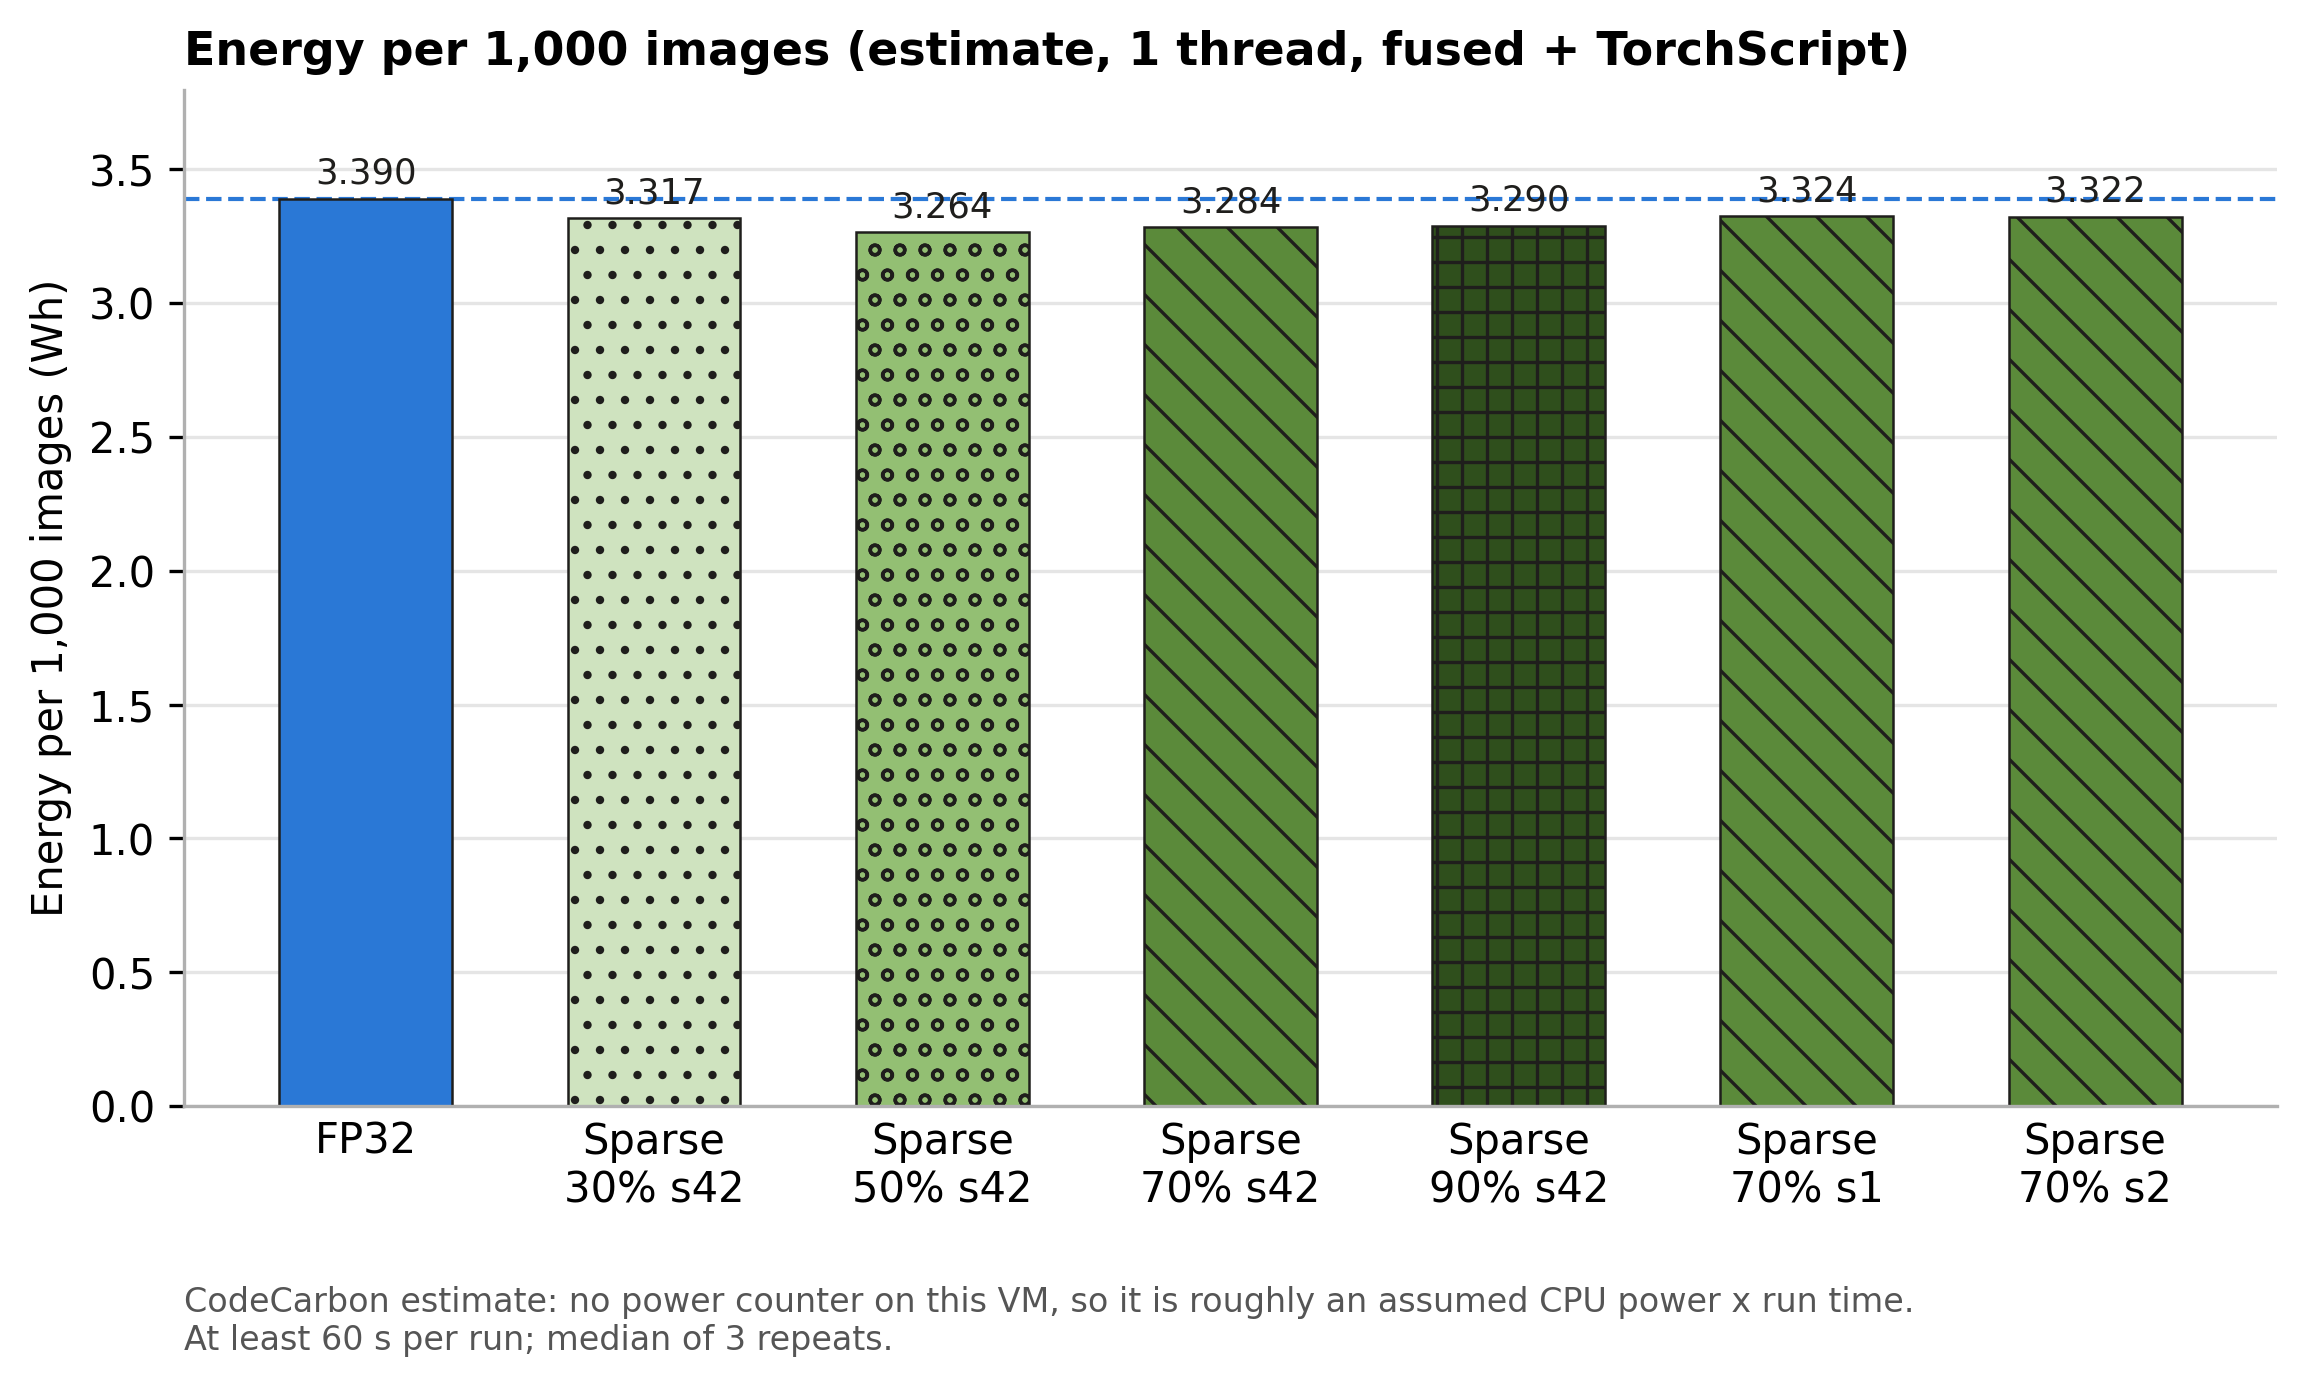 Energy per 1,000 images (estimate, 1 thread, fused + TorchScript)
Energy per 1,000 images (Wh)
3.5
3.0
2.5
2.0
1.5
1.0
0.5
0.0
3.390
3.317
3.264
3.284
3.290
3.324
3.322
FP32
Sparse
30% s42
Sparse
50% s42
Sparse
70% s42
Sparse
90% s42
Sparse
70% s1
Sparse
70% s2
CodeCarbon estimate: no power counter on this VM, so it is roughly an assumed CPU power x run time.
At least 60 s per run; median of 3 repeats.